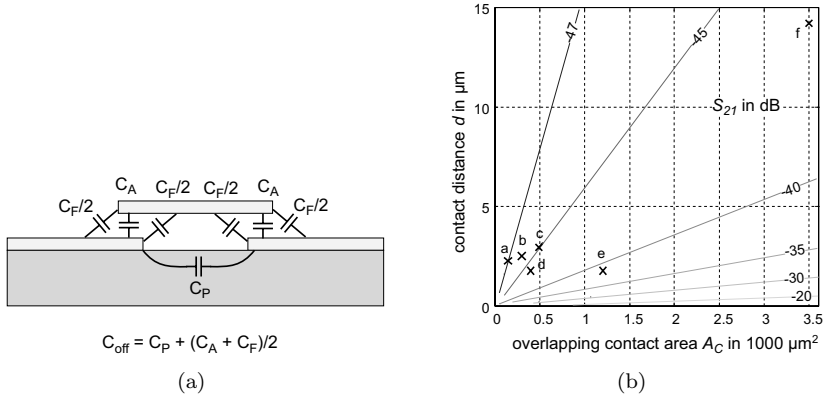 C_A C_F/2 C_F/2 C_A
C_F/2 C_F/2
C_P
C_off = C_P + (C_A + C_F)/2
(a)
contact distance d in µm
15
10
5
0
-47
-45
f
S_21 in dB
-40
a b c
d e
-35
-30
-20
0 0.5 1 1.5 2 2.5 3 3.5
overlapping contact area A_C in 1000 µm²
(b)